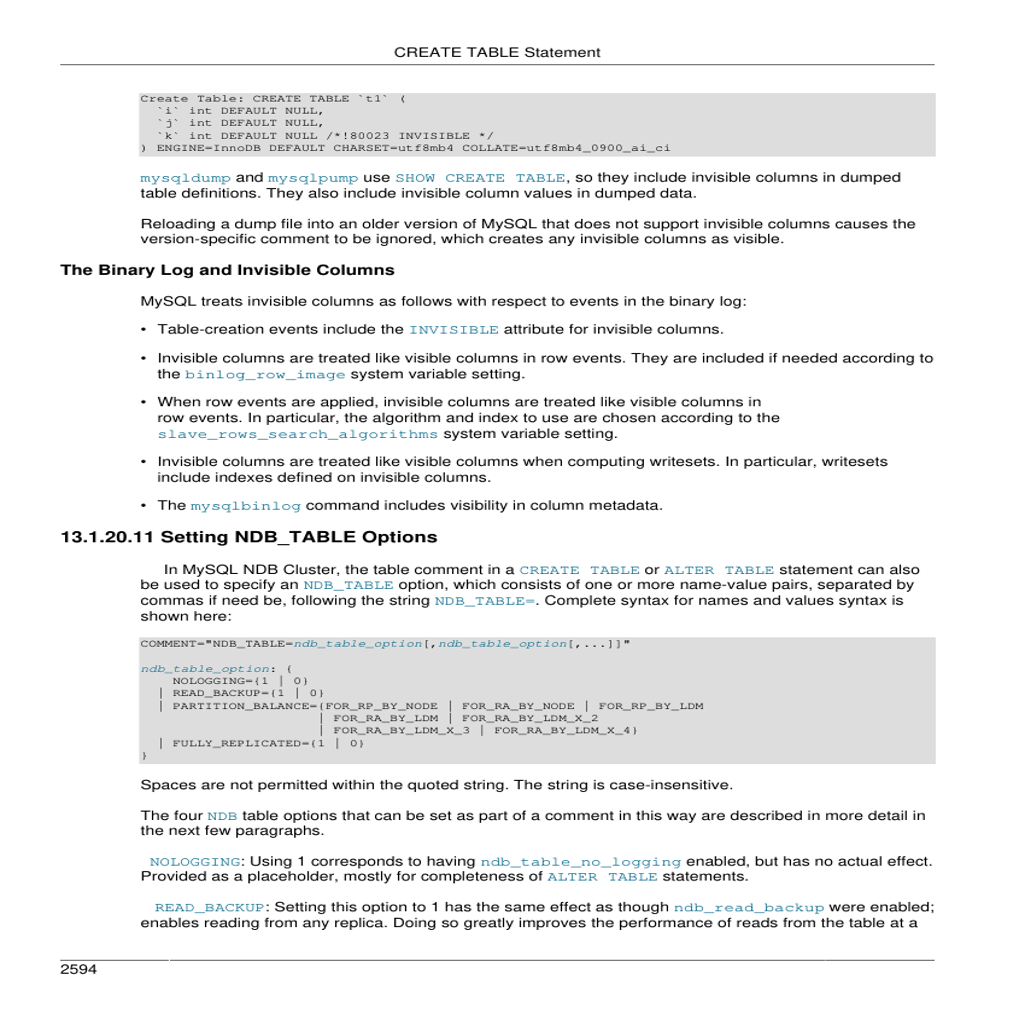 CREATE TABLE Statement
Create Table: CREATE TABLE `t1` (
  `i` int DEFAULT NULL,
  `j` int DEFAULT NULL,
  `k` int DEFAULT NULL /*!80023 INVISIBLE */
) ENGINE=InnoDB DEFAULT CHARSET=utf8mb4 COLLATE=utf8mb4_0900_ai_ci
mysqldump and mysqlpump use SHOW CREATE TABLE, so they include invisible columns in dumped
table definitions. They also include invisible column values in dumped data.
Reloading a dump file into an older version of MySQL that does not support invisible columns causes the
version-specific comment to be ignored, which creates any invisible columns as visible.
The Binary Log and Invisible Columns
MySQL treats invisible columns as follows with respect to events in the binary log:
• Table-creation events include the INVISIBLE attribute for invisible columns.
• Invisible columns are treated like visible columns in row events. They are included if needed according to
the binlog_row_image system variable setting.
• When row events are applied, invisible columns are treated like visible columns in
row events. In particular, the algorithm and index to use are chosen according to the
slave_rows_search_algorithms system variable setting.
• Invisible columns are treated like visible columns when computing writesets. In particular, writesets
include indexes defined on invisible columns.
• The mysqlbinlog command includes visibility in column metadata.
13.1.20.11 Setting NDB_TABLE Options
In MySQL NDB Cluster, the table comment in a CREATE TABLE or ALTER TABLE statement can also
be used to specify an NDB_TABLE option, which consists of one or more name-value pairs, separated by
commas if need be, following the string NDB_TABLE=. Complete syntax for names and values syntax is
shown here:
COMMENT="NDB_TABLE=ndb_table_option[,ndb_table_option[,...]]"
ndb_table_option: {
    NOLOGGING={1 | 0}
  | READ_BACKUP={1 | 0}
  | PARTITION_BALANCE={FOR_RP_BY_NODE | FOR_RA_BY_NODE | FOR_RP_BY_LDM
                      | FOR_RA_BY_LDM | FOR_RA_BY_LDM_X_2
                      | FOR_RA_BY_LDM_X_3 | FOR_RA_BY_LDM_X_4}
  | FULLY_REPLICATED={1 | 0}
}
Spaces are not permitted within the quoted string. The string is case-insensitive.
The four NDB table options that can be set as part of a comment in this way are described in more detail in
the next few paragraphs.
NOLOGGING: Using 1 corresponds to having ndb_table_no_logging enabled, but has no actual effect.
Provided as a placeholder, mostly for completeness of ALTER TABLE statements.
READ_BACKUP: Setting this option to 1 has the same effect as though ndb_read_backup were enabled;
enables reading from any replica. Doing so greatly improves the performance of reads from the table at a
2594